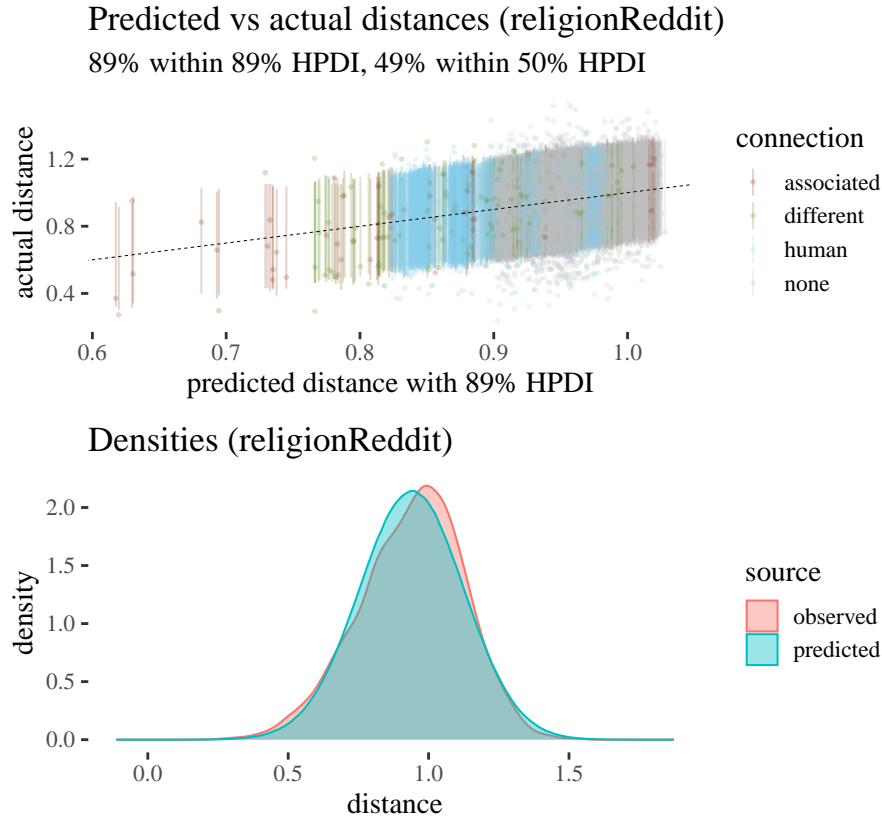 Predicted vs actual distances (religionReddit)
89% within 89% HPDI, 49% within 50% HPDI
actual distance
1.2
0.8
0.4
0.6
0.7
0.8
0.9
1.0
predicted distance with 89% HPDI
connection
associated
different
human
none
Densities (religionReddit)
density
2.0
1.5
1.0
0.5
0.0
0.0
0.5
1.0
1.5
distance
source
observed
predicted